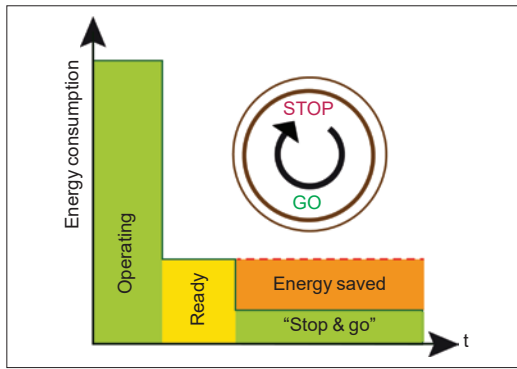 Energy consumption
Operating
Ready
STOP
GO
Energy saved
“Stop & go”
t